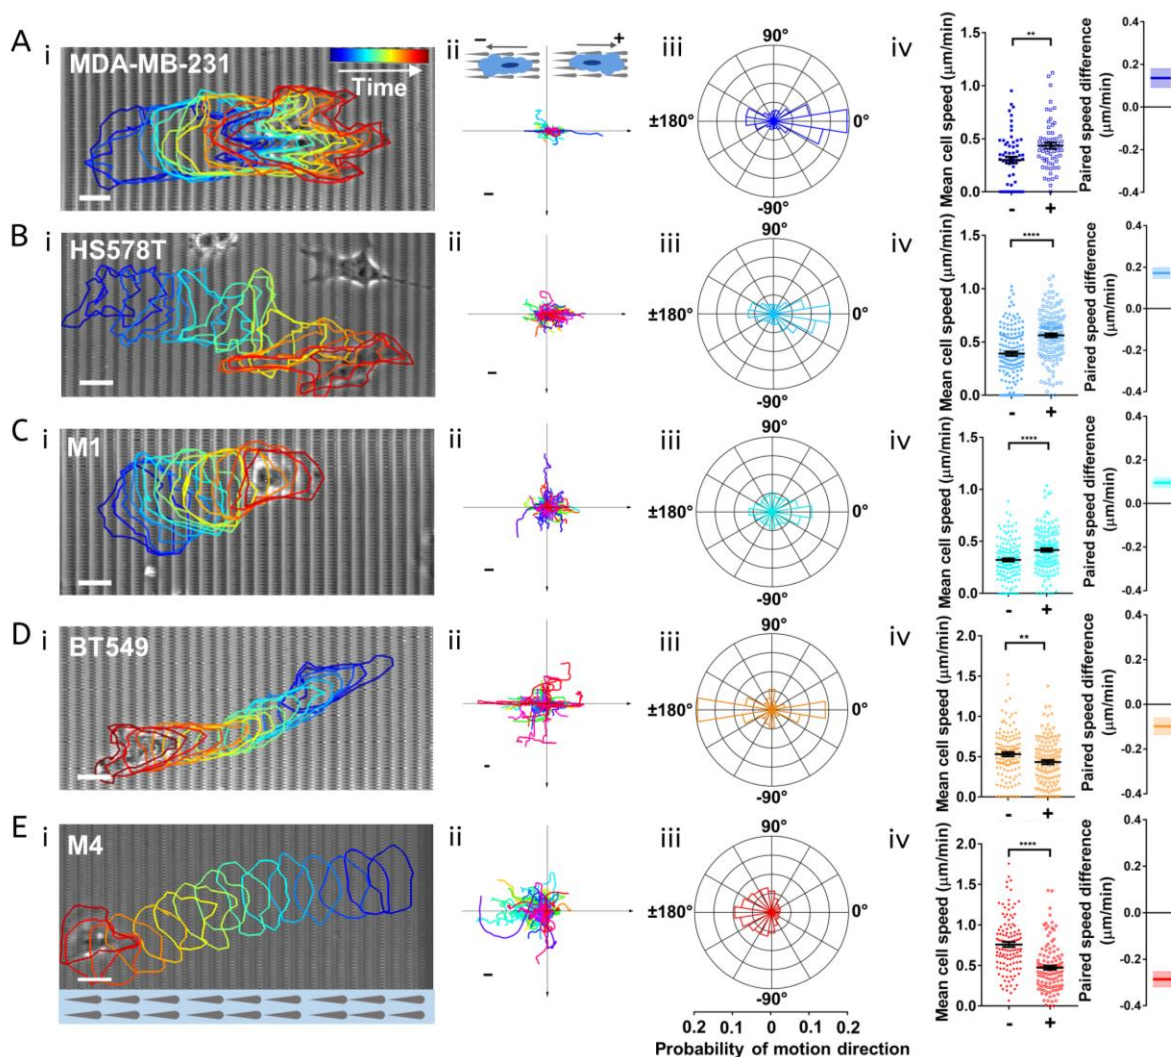 A
i
MDA-MB-231
Time
ii
-
+
-
iii
90°
±180°
0°
-90°
iv
Mean cell speed (μm/min)
1.5
1.0
0.5
0.0
**
-
+
Paired speed difference
(μm/min)
0.4
0.2
0.0
-0.2
-0.4
B
i
HS578T
ii
-
iii
90°
±180°
0°
-90°
iv
Mean cell speed (μm/min)
1.5
1.0
0.5
0.0
****
-
+
Paired speed difference
(μm/min)
0.4
0.2
0.0
-0.2
-0.4
C
i
M1
ii
-
iii
90°
±180°
0°
-90°
iv
Mean cell speed (μm/min)
1.5
1.0
0.5
0.0
****
-
+
Paired speed difference
(μm/min)
0.4
0.2
0.0
-0.2
-0.4
D
i
BT549
ii
-
iii
90°
±180°
0°
-90°
iv
Mean cell speed (μm/min)
2.0
1.5
1.0
0.5
0.0
**
-
+
Paired speed difference
(μm/min)
0.4
0.2
0.0
-0.2
-0.4
E
i
M4
ii
-
iii
90°
±180°
0°
-90°
0.2 0.1 0 0.1 0.2
Probability of motion direction
iv
Mean cell speed (μm/min)
2.0
1.5
1.0
0.5
0.0
****
-
+
Paired speed difference
(μm/min)
0.4
0.2
0.0
-0.2
-0.4